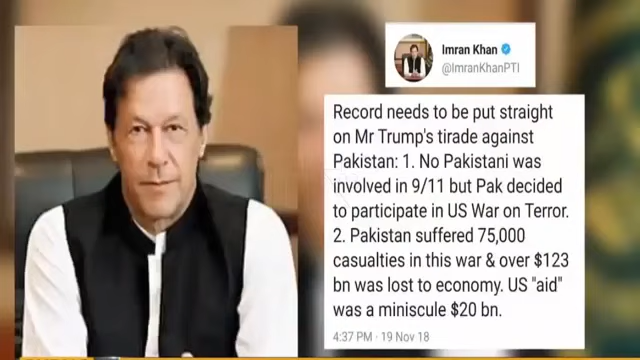 Imran Khan
@ImranKhanPTI
Record needs to be put straight
on Mr Trump's tirade against
Pakistan: 1. No Pakistani was
involved in 9/11 but Pak decided
to participate in US War on Terror.
2. Pakistan suffered 75,000
casualties in this war & over $123
bn was lost to economy. US "aid"
was a miniscule $20 bn.
4:37 PM · 19 Nov 18